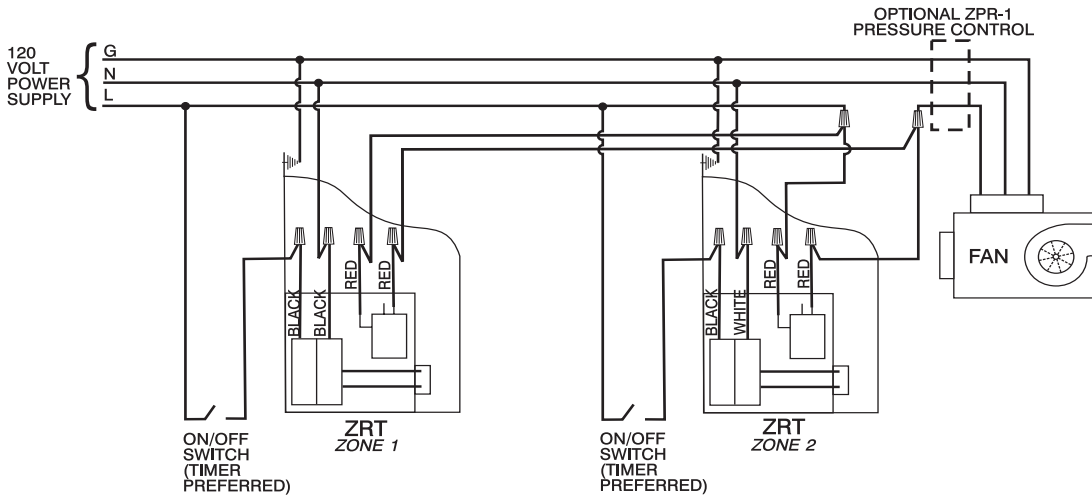 OPTIONAL ZPR-1
PRESSURE CONTROL
120
VOLT
POWER
SUPPLY
G
N
L
RED
RED
BLACK
BLACK
RED
RED
BLACK
WHITE
FAN
ZRT
ZONE 1
ZRT
ZONE 2
ON/OFF
SWITCH
(TIMER
PREFERRED)
ON/OFF
SWITCH
(TIMER
PREFERRED)